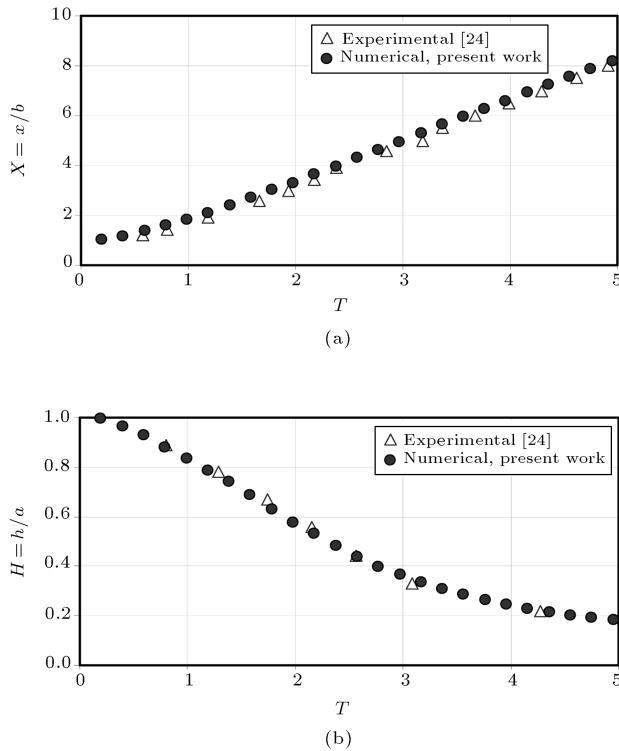 10
8
6
4
2
0
X = x/b
Experimental [24]
Numerical, present work
0 1 2 3 4 5
T
(a)
1.0
0.8
0.6
0.4
0.2
0.0
H = h/a
Experimental [24]
Numerical, present work
0 1 2 3 4 5
T
(b)